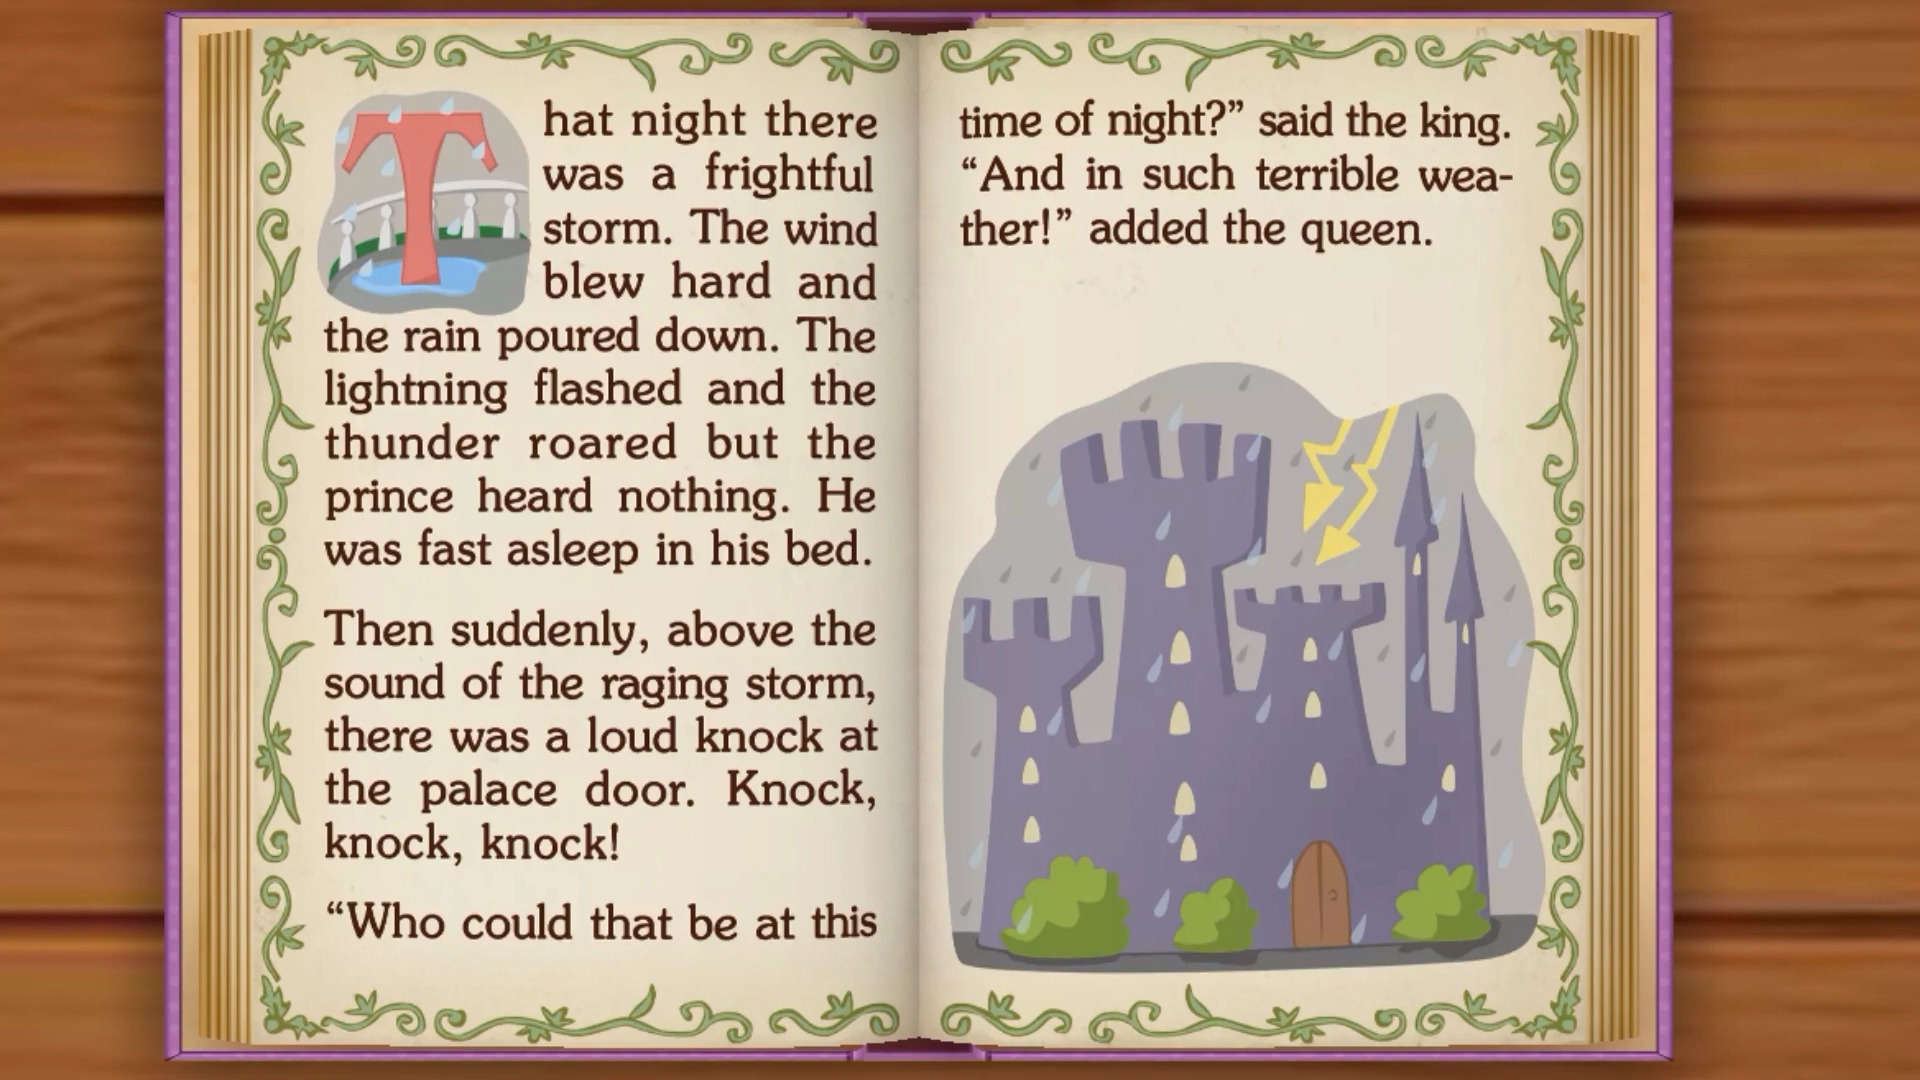 That night there
was a frightful
storm. The wind
blew hard and
the rain poured down. The
lightning flashed and the
thunder roared but the
prince heard nothing. He
was fast asleep in his bed.
Then suddenly, above the
sound of the raging storm,
there was a loud knock at
the palace door. Knock,
knock, knock!
“Who could that be at this
time of night?” said the king.
“And in such terrible wea-
ther!” added the queen.